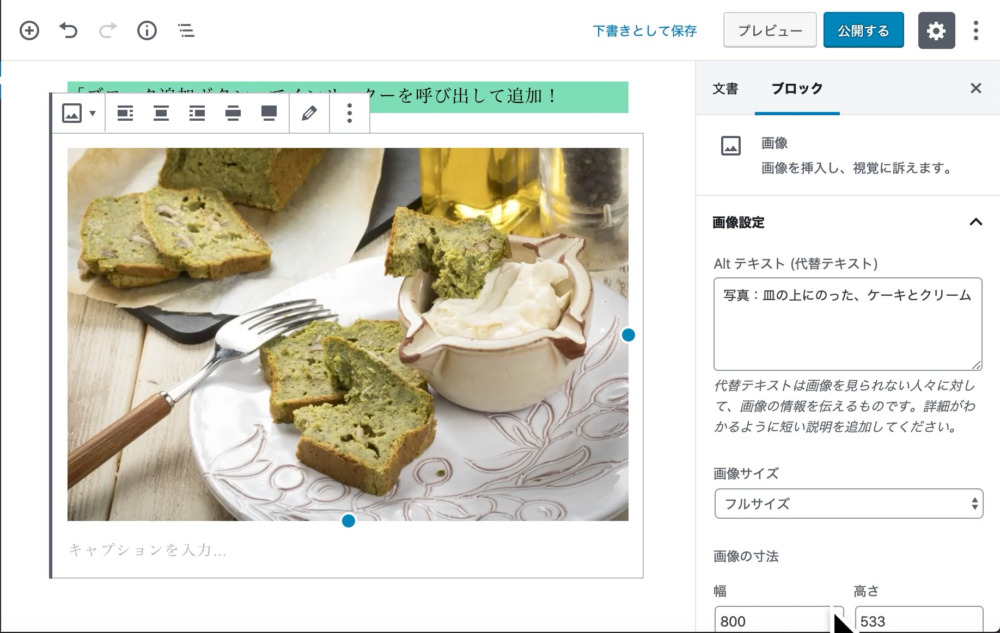 下書きとして保存
プレビュー
公開する
ターを呼び出して追加！
文書
ブロック
画像
画像を挿入し、視覚に訴えます。
画像設定
Alt テキスト (代替テキスト)
写真：皿の上にのった、ケーキとクリーム
代替テキストは画像を見られない人々に対し
て、画像の情報を伝えるものです。詳細がわ
かるように短い説明を追加してください。
画像サイズ
フルサイズ
画像の寸法
幅
高さ
800
533
キャプションを入力...